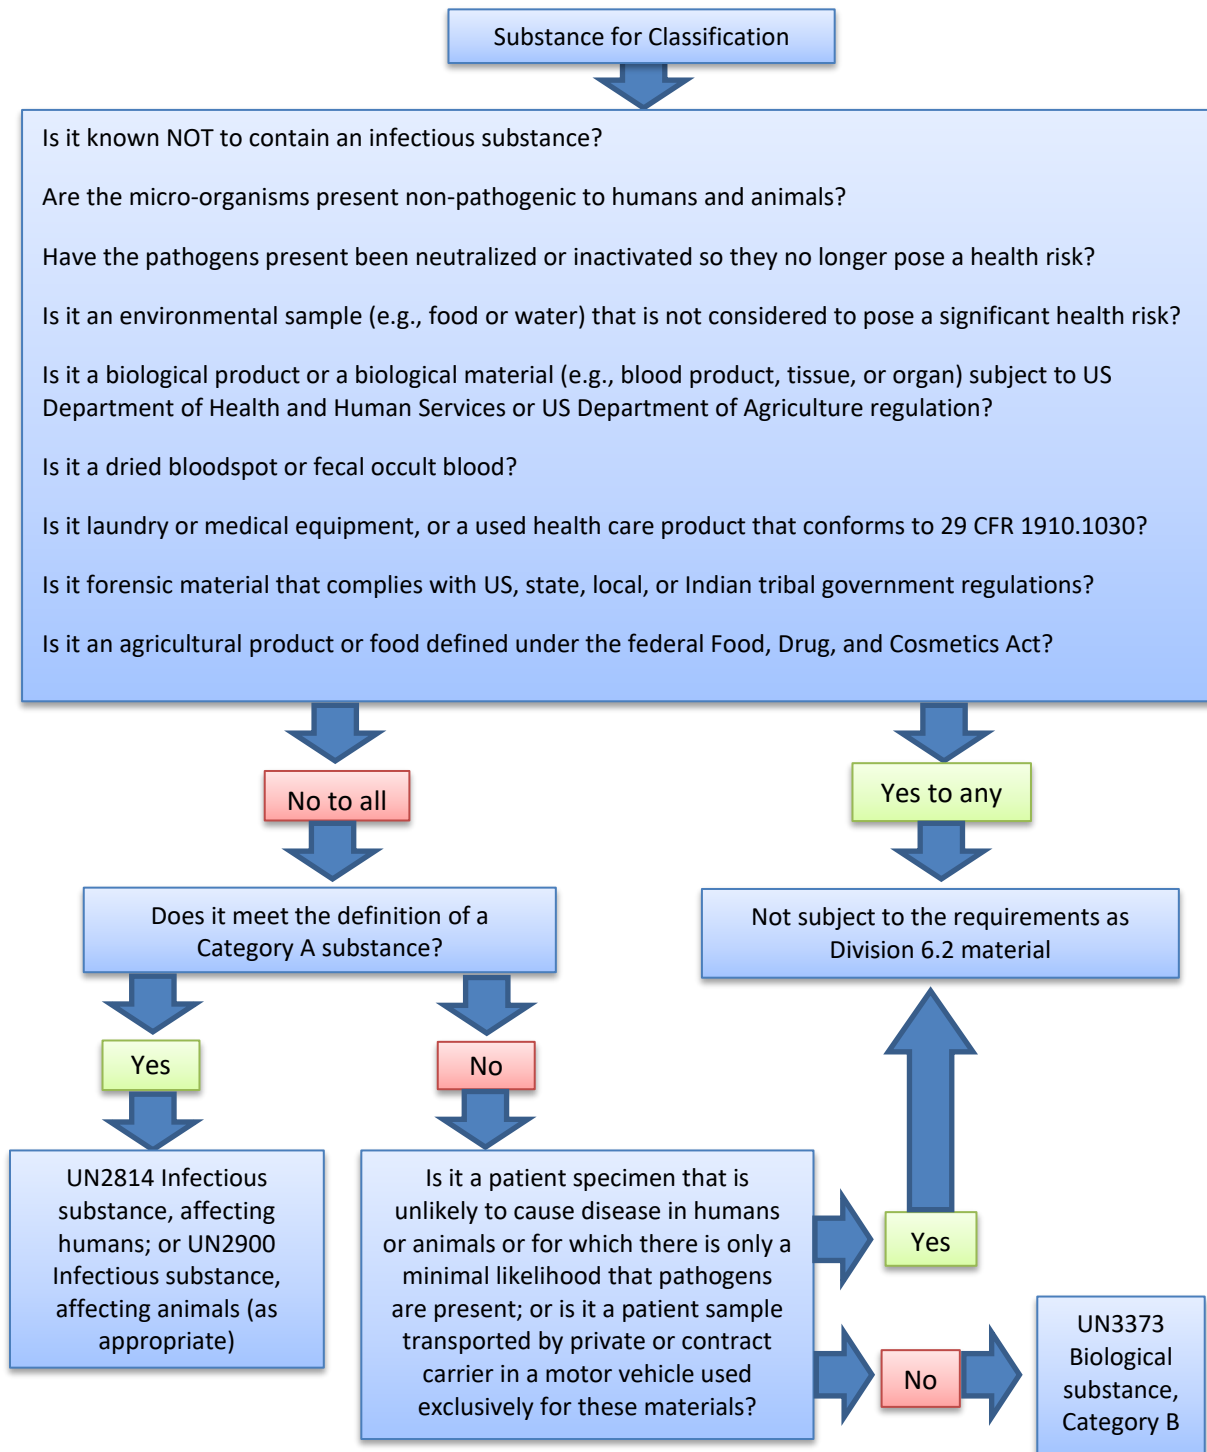 Substance for Classification
Is it known NOT to contain an infectious substance?
Are the micro-organisms present non-pathogenic to humans and animals?
Have the pathogens present been neutralized or inactivated so they no longer pose a health risk?
Is it an environmental sample (e.g., food or water) that is not considered to pose a significant health risk?
Is it a biological product or a biological material (e.g., blood product, tissue, or organ) subject to US
Department of Health and Human Services or US Department of Agriculture regulation?
Is it a dried bloodspot or fecal occult blood?
Is it laundry or medical equipment, or a used health care product that conforms to 29 CFR 1910.1030?
Is it forensic material that complies with US, state, local, or Indian tribal government regulations?
Is it an agricultural product or food defined under the federal Food, Drug, and Cosmetics Act?
No to all
Yes to any
Does it meet the definition of a
Category A substance?
Not subject to the requirements as
Division 6.2 material
Yes
No
UN2814 Infectious
substance, affecting
humans; or UN2900
Infectious substance,
affecting animals (as
appropriate)
Is it a patient specimen that is
unlikely to cause disease in humans
or animals or for which there is only a
minimal likelihood that pathogens
are present; or is it a patient sample
transported by private or contract
carrier in a motor vehicle used
exclusively for these materials?
Yes
No
UN3373
Biological
substance,
Category B